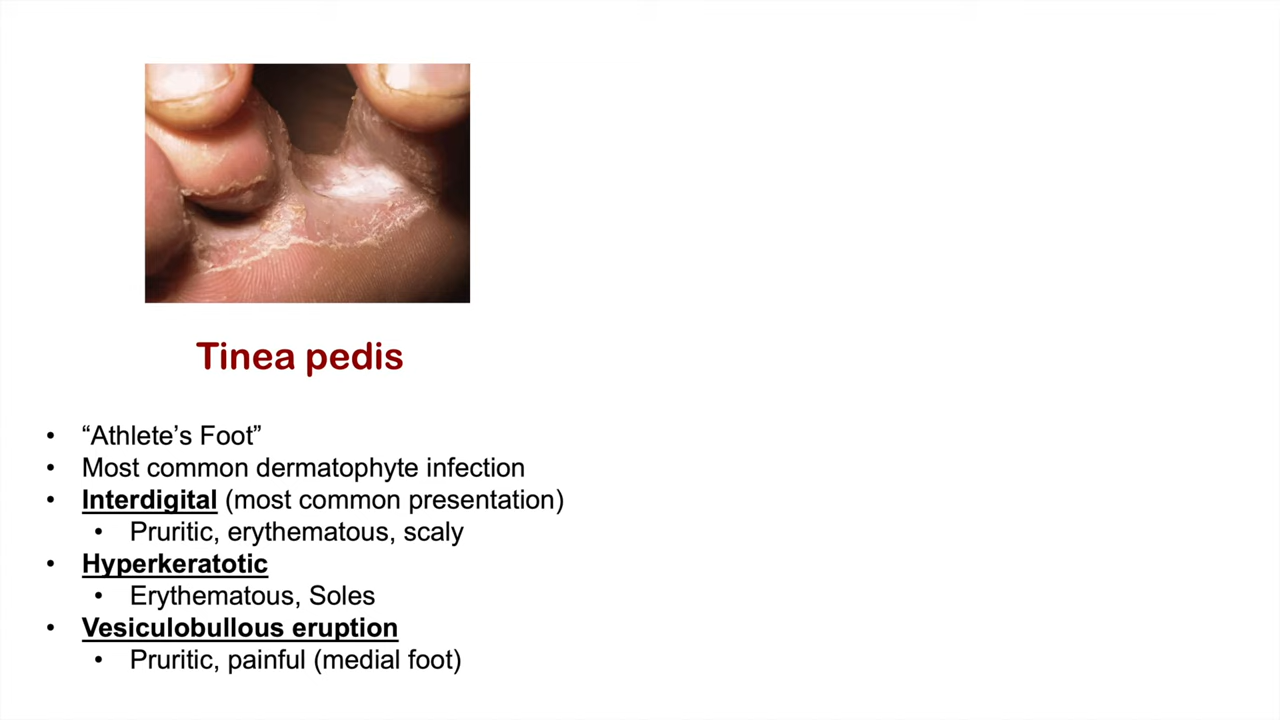 Tinea pedis
• “Athlete’s Foot”
• Most common dermatophyte infection
• Interdigital (most common presentation)
• Pruritic, erythematous, scaly
• Hyperkeratotic
• Erythematous, Soles
• Vesiculobullous eruption
• Pruritic, painful (medial foot)